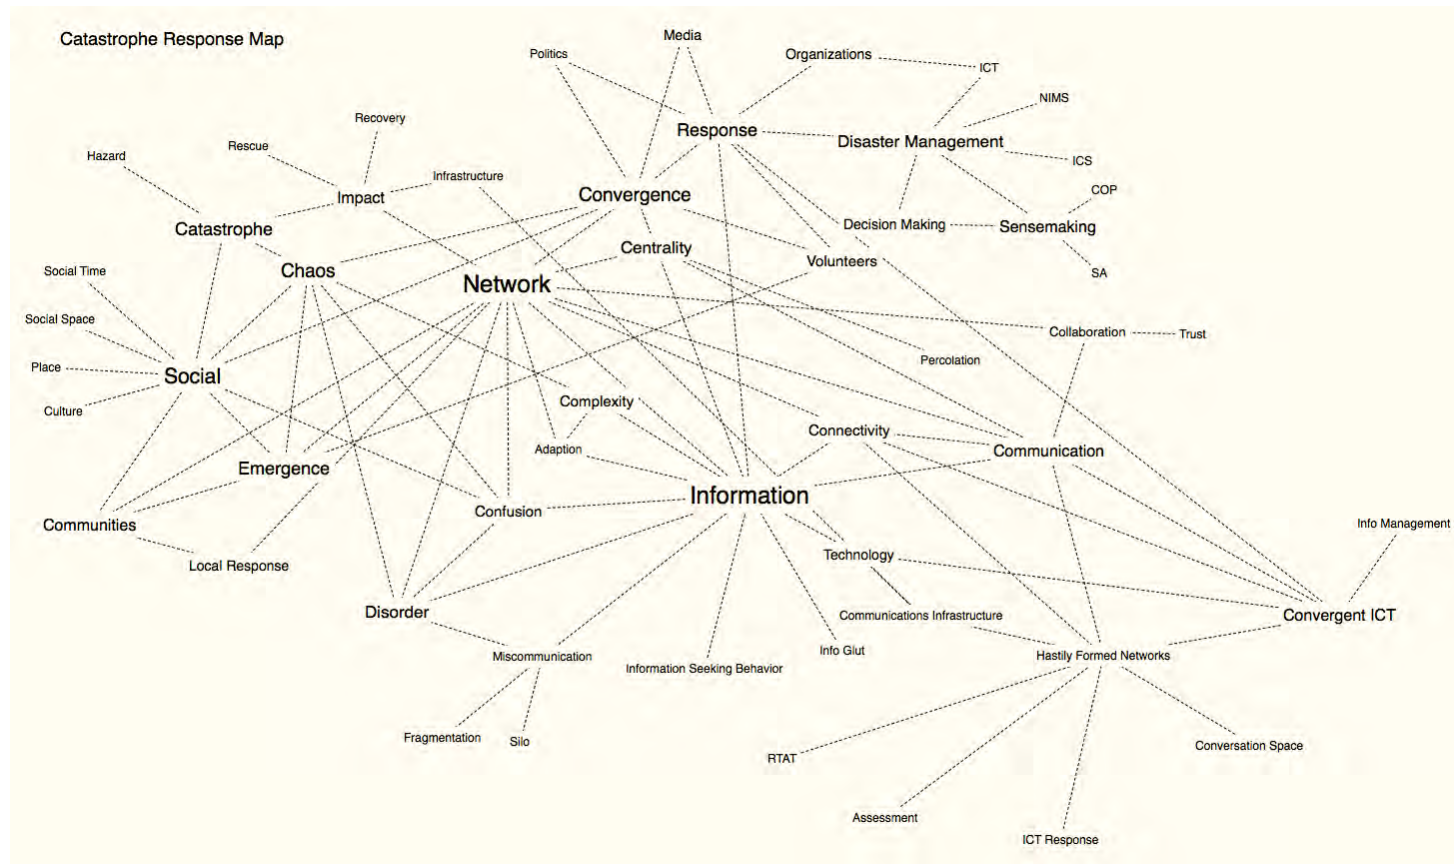 Catastrophe Response Map
Media
Politics
Organizations
ICT
NIMS
Recovery
Response
Disaster Management
Rescue
Hazard
ICS
Infrastructure
COP
Impact
Convergence
Catastrophe
Decision Making
Sensemaking
Centrality
Volunteers
Social Time
Chaos
SA
Network
Social Space
Collaboration
Trust
Percolation
Place
Social
Complexity
Culture
Connectivity
Adaption
Communication
Emergence
Information
Confusion
Communities
Info Management
Technology
Local Response
Disorder
Communications Infrastructure
Convergent ICT
Info Glut
Miscommunication
Information Seeking Behavior
Hastily Formed Networks
Fragmentation
Silo
Conversation Space
RTAT
Assessment
ICT Response